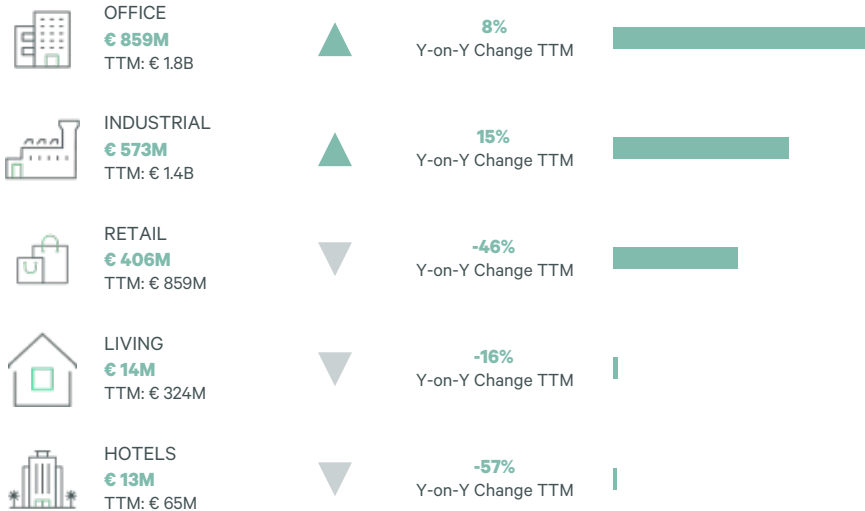 OFFICE
€ 859M
TTM: € 1.8B
8%
Y-on-Y Change TTM
INDUSTRIAL
€ 573M
TTM: € 1.4B
15%
Y-on-Y Change TTM
RETAIL
€ 406M
TTM: € 859M
-46%
Y-on-Y Change TTM
LIVING
€ 14M
TTM: € 324M
-16%
Y-on-Y Change TTM
HOTELS
€ 13M
TTM: € 65M
-57%
Y-on-Y Change TTM